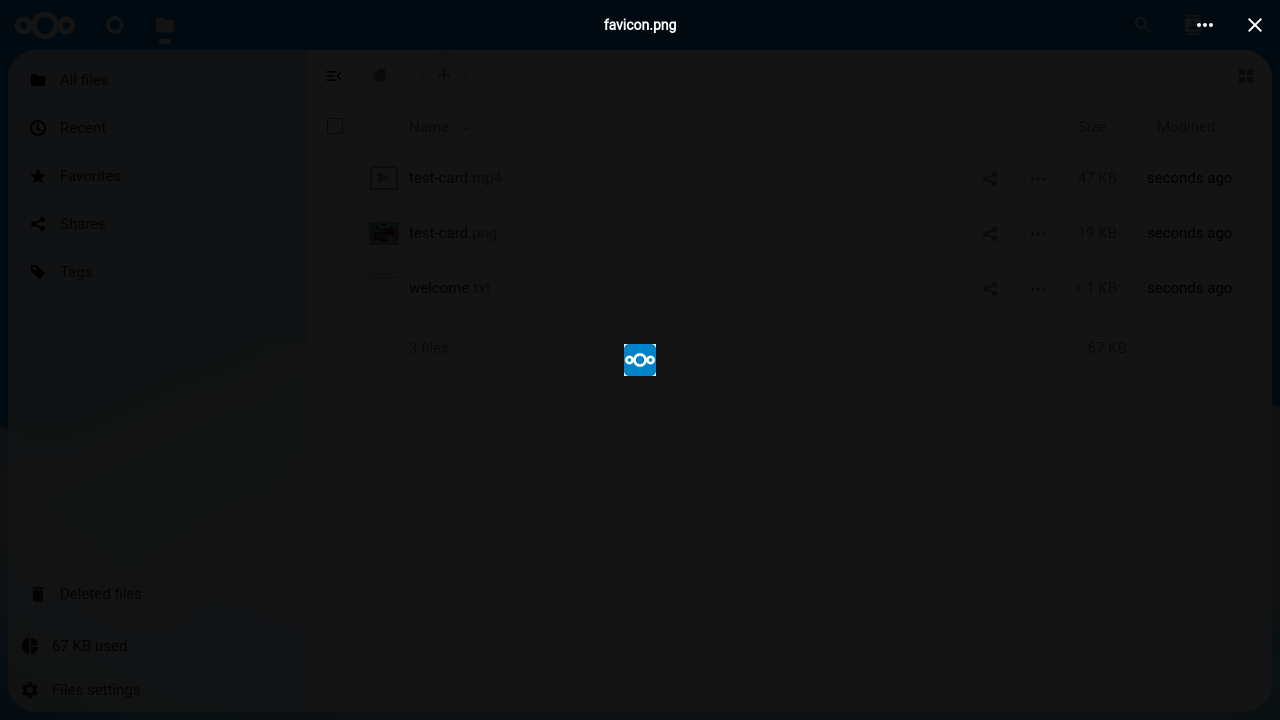 favicon.png
All files
Recent
Favorites
Shares
Tags
Name
Size
Modified
test-card.mp4
47 KB
seconds ago
test-card.png
19 KB
seconds ago
welcome.txt
< 1 KB
seconds ago
3 files
67 KB
Deleted files
67 KB used
Files settings